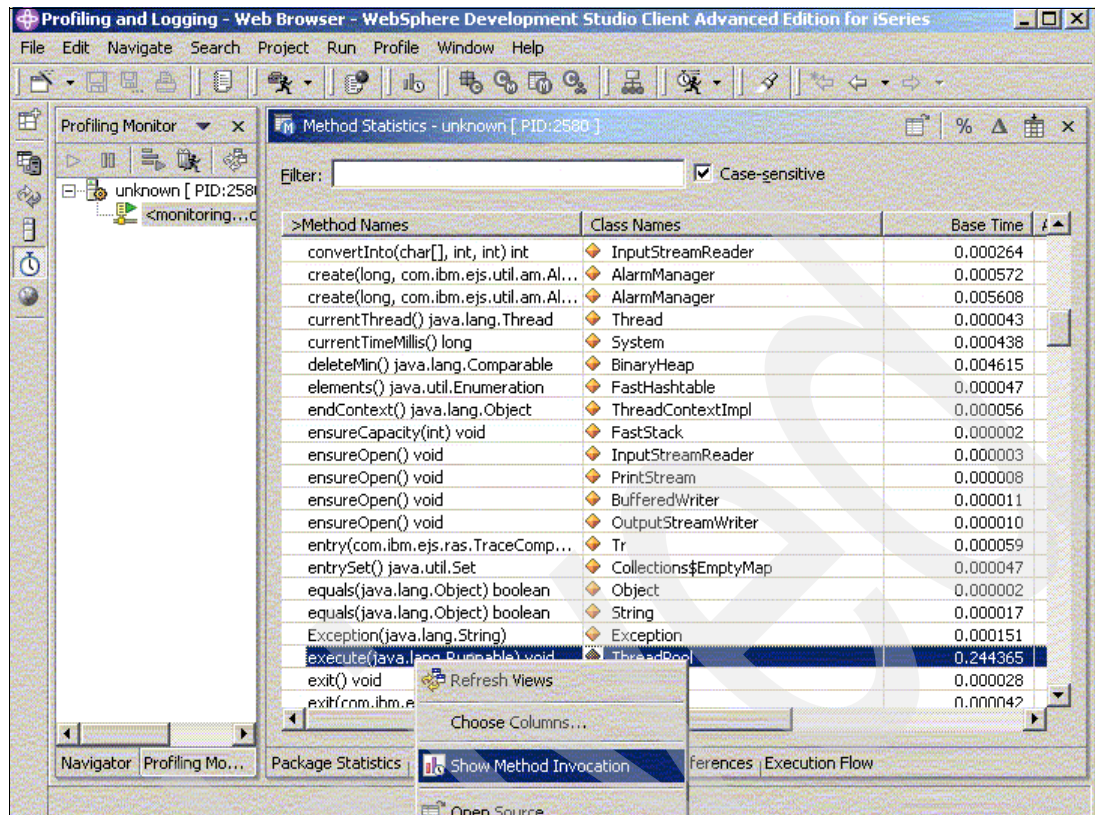 Profiling and Logging - Web Browser - WebSphere Development Studio Client Advanced Edition for iSeries
File Edit Navigate Search Project Run Profile Window Help
Profiling Monitor
Method Statistics - unknown [ PID:2580 ]
%
Filter:
Case-sensitive
unknown [ PID:258
<monitoring...c
>Method Names Class Names Base Time
convertInto(char[], int, int) int InputStreamReader 0.000264
create(long, com.ibm.ejs.util.am.Al... AlarmManager 0.000572
create(long, com.ibm.ejs.util.am.Al... AlarmManager 0.005608
currentThread() java.lang.Thread Thread 0.000043
currentTimeMillis() long System 0.000438
deleteMin() java.lang.Comparable BinaryHeap 0.004615
elements() java.util.Enumeration FastHashtable 0.000047
endContext() java.lang.Object ThreadContextImpl 0.000056
ensureCapacity(int) void FastStack 0.000002
ensureOpen() void InputStreamReader 0.000003
ensureOpen() void PrintStream 0.000008
ensureOpen() void BufferedWriter 0.000011
ensureOpen() void OutputStreamWriter 0.000010
entry(com.ibm.ejs.ras.TraceComp... Tr 0.000059
entrySet() java.util.Set Collections$EmptyMap 0.000047
equals(java.lang.Object) boolean Object 0.000002
equals(java.lang.Object) boolean String 0.000017
Exception(java.lang.String) Exception 0.000151
execute(java.lang.Runnable) void ThreadPool 0.244365
exit() void 0.000028
exit(com.ibm.e 0.000042
Refresh Views
Choose Columns...
Show Method Invocation
Open Source
Navigator Profiling Mo...
Package Statistics ferences Execution Flow